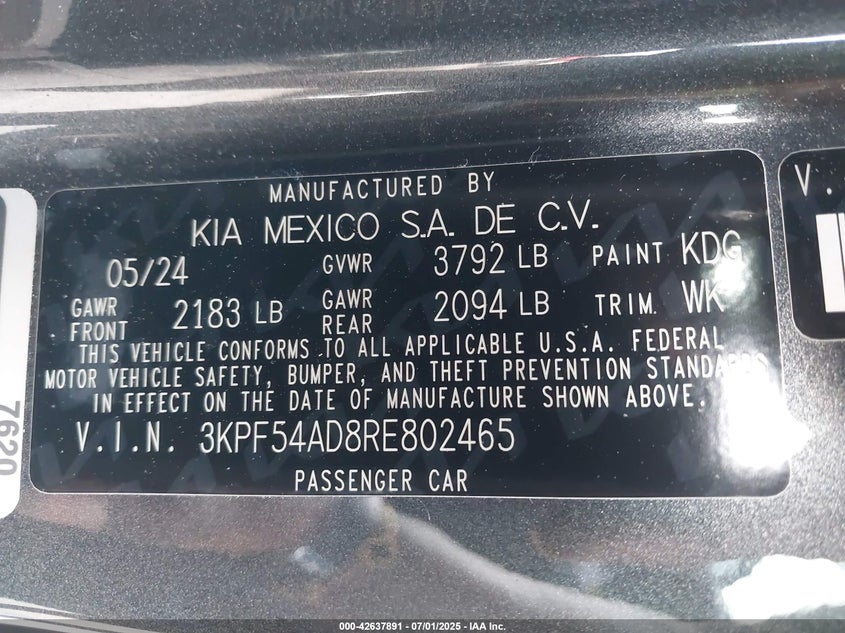 MANUFACTURED BY
KIA MEXICO S.A. DE C.V.
05/24 GVWR 3792 LB PAINT KDG
GAWR FRONT 2183 LB GAWR REAR 2094 LB TRIM WK
THIS VEHICLE CONFORMS TO ALL APPLICABLE U.S.A. FEDERAL
MOTOR VEHICLE SAFETY, BUMPER, AND THEFT PREVENTION STANDARDS
IN EFFECT ON THE DATE OF MANUFACTURE SHOWN ABOVE.
V.I.N. 3KPF54AD8RE802465
PASSENGER CAR
V.
7620
000-42637891 / 07/01/2025 / IAA Inc.